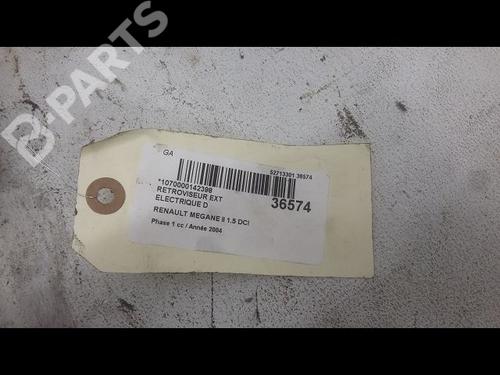 B-PARTS
GA
52713301 36574
*1070000142398
36574
RETROVISEUR EXT
ELECTRIQUE D
RENAULT MEGANE II 1.5 DCI
Phase 1 cc / Année 2004